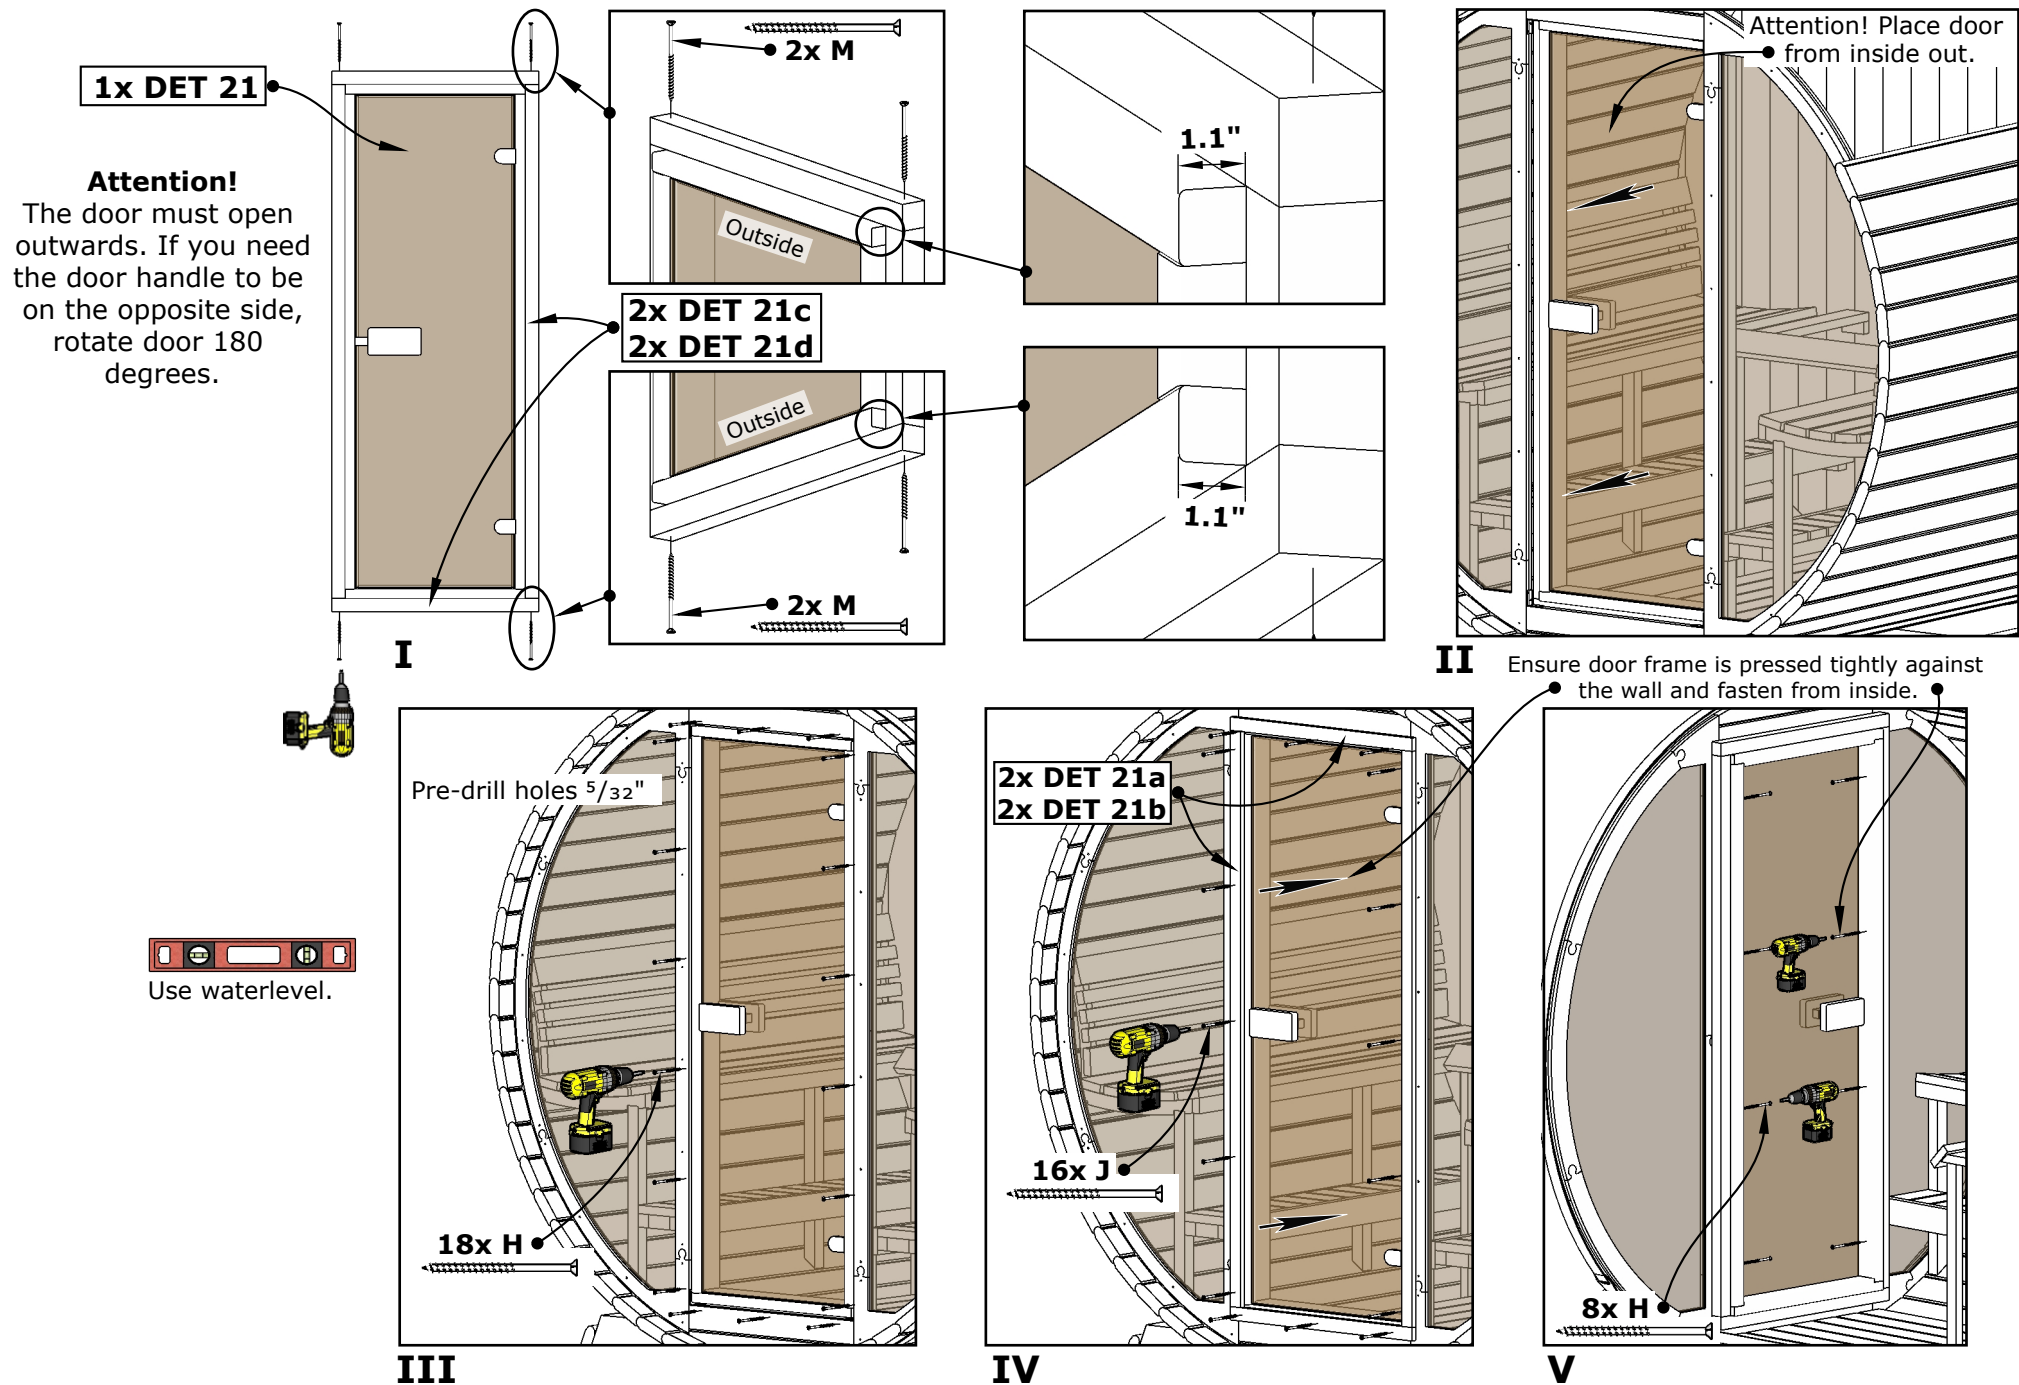 1x DET 21
Attention!
The door must open
outwards. If you need
the door handle to be
on the opposite side,
rotate door 180
degrees.
2x M
Outside
1.1"
2x DET 21c
2x DET 21d
Outside
1.1"
2x M
I
Attention! Place door
from inside out.
II
Ensure door frame is pressed tightly against
the wall and fasten from inside.
Use waterlevel.
Pre-drill holes ⁵/₃₂"
18x H
III
2x DET 21a
2x DET 21b
16x J
IV
8x H
V